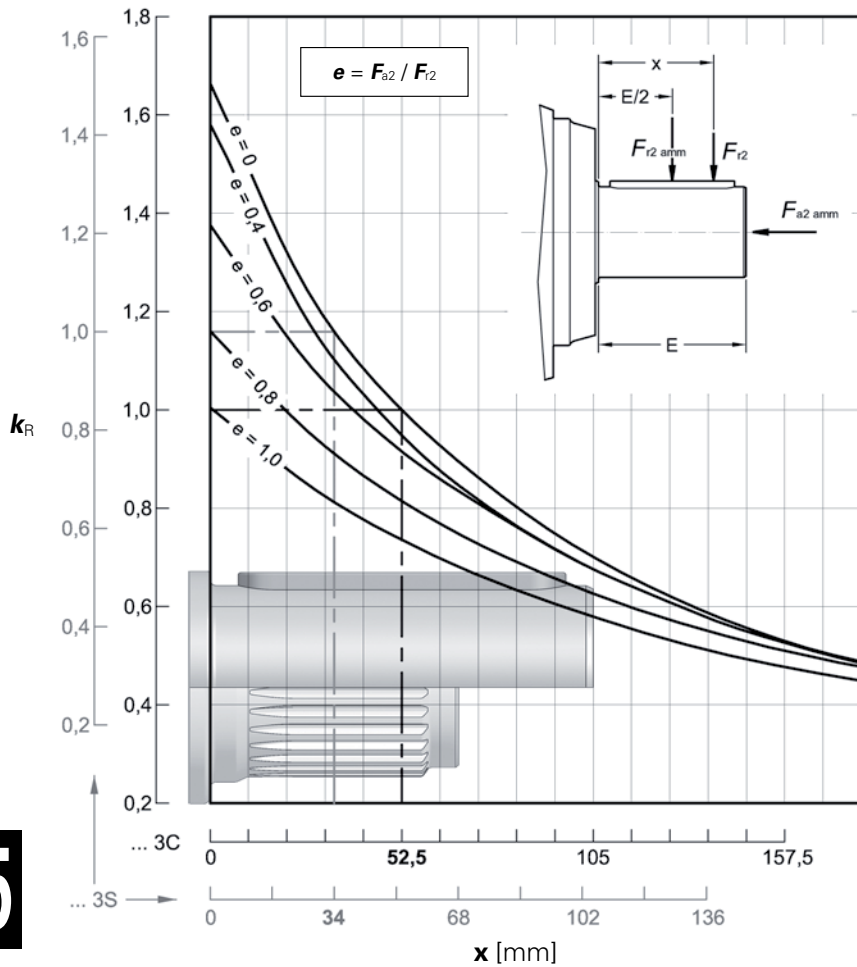 1,8
1,6
1,6
1,4
1,4
1,2
1,2
1,0
1,0
0,8
0,8
0,6
0,6
0,4
0,4
0,2
0,2
kR
e = Fa2 / Fr2
e = 0
e = 0,4
e = 0,6
e = 0,8
e = 1,0
x
E/2
Fr2 amm
Fr2
Fa2 amm
E
... 3C
0
52,5
105
157,5
... 3S
0
34
68
102
136
x [mm]
5